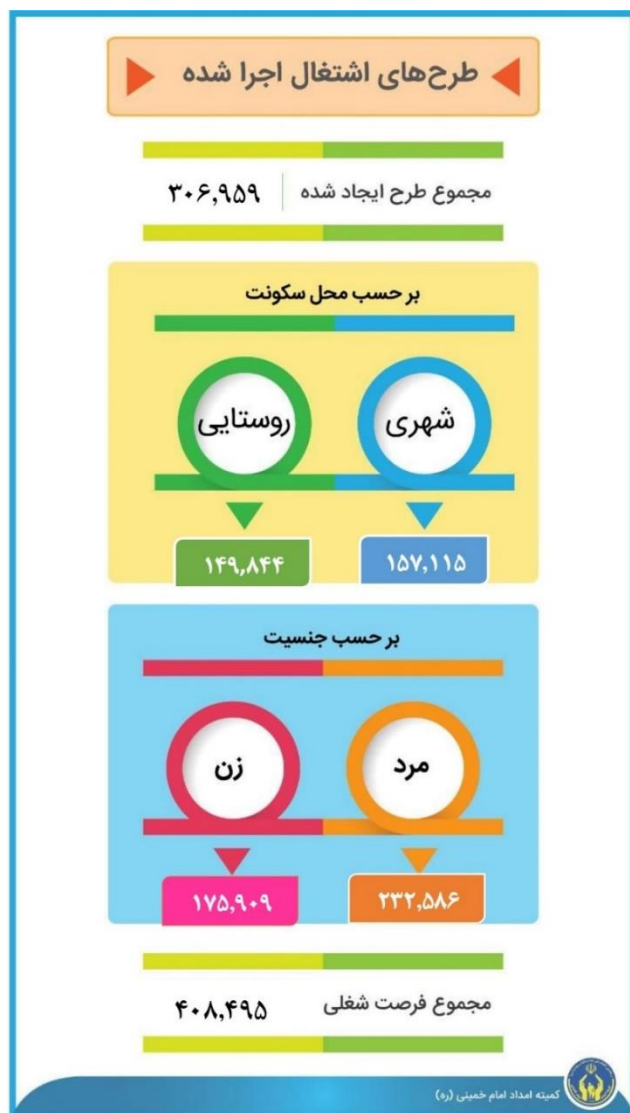 طرح‌های اشتغال اجرا شده
مجموع طرح ایجاد شده ۳۰۶,۹۵۹
بر حسب محل سکونت
شهری روستایی
۱۵۷,۱۱۵ ۱۴۹,۸۴۴
بر حسب جنسیت
مرد زن
۲۳۲,۵۸۶ ۱۷۵,۹۰۹
مجموع فرصت شغلی ۴۰۸,۴۹۵
کمیته امداد امام خمینی (ره)